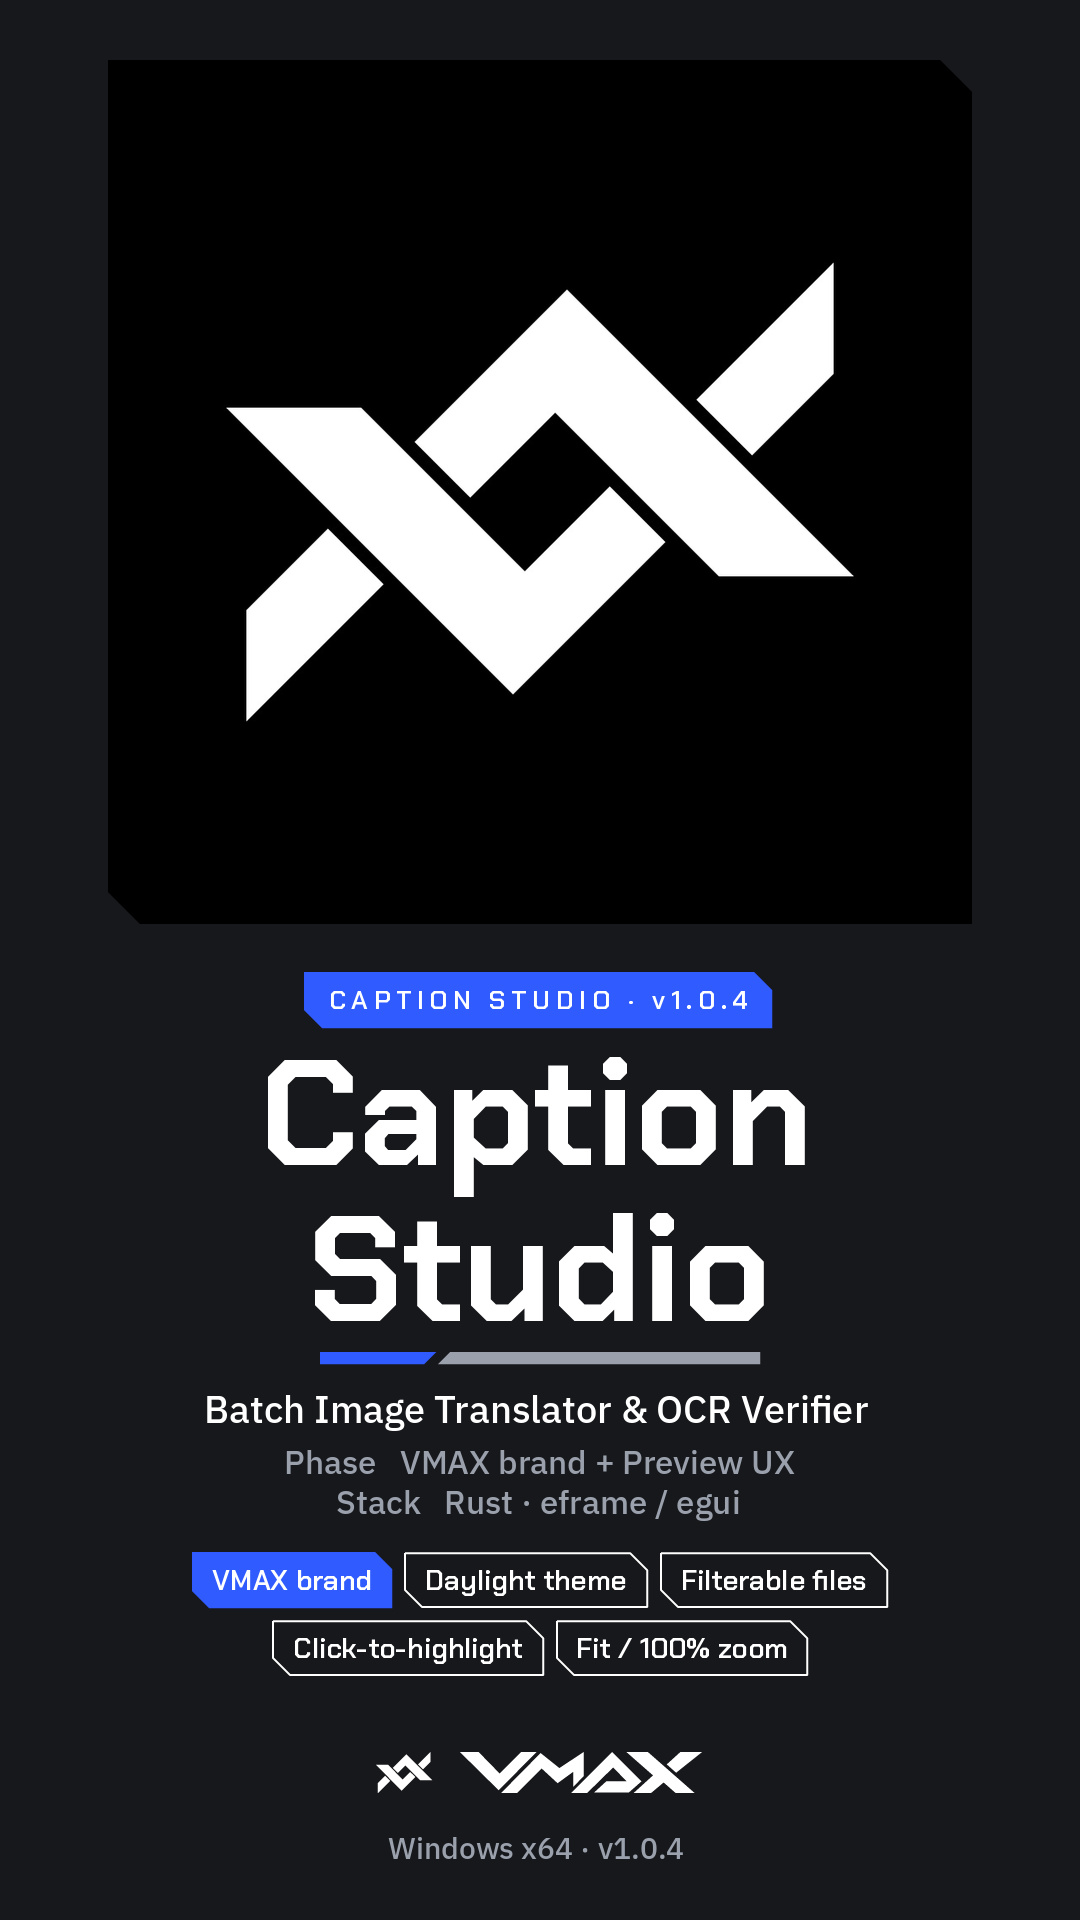 CAPTION STUDIO · v1.0.4
Caption
Studio
Batch Image Translator & OCR Verifier
Phase VMAX brand + Preview UX
Stack Rust · eframe / egui
VMAX brand Daylight theme Filterable files
Click-to-highlight Fit / 100% zoom
VMAX
Windows x64 · v1.0.4